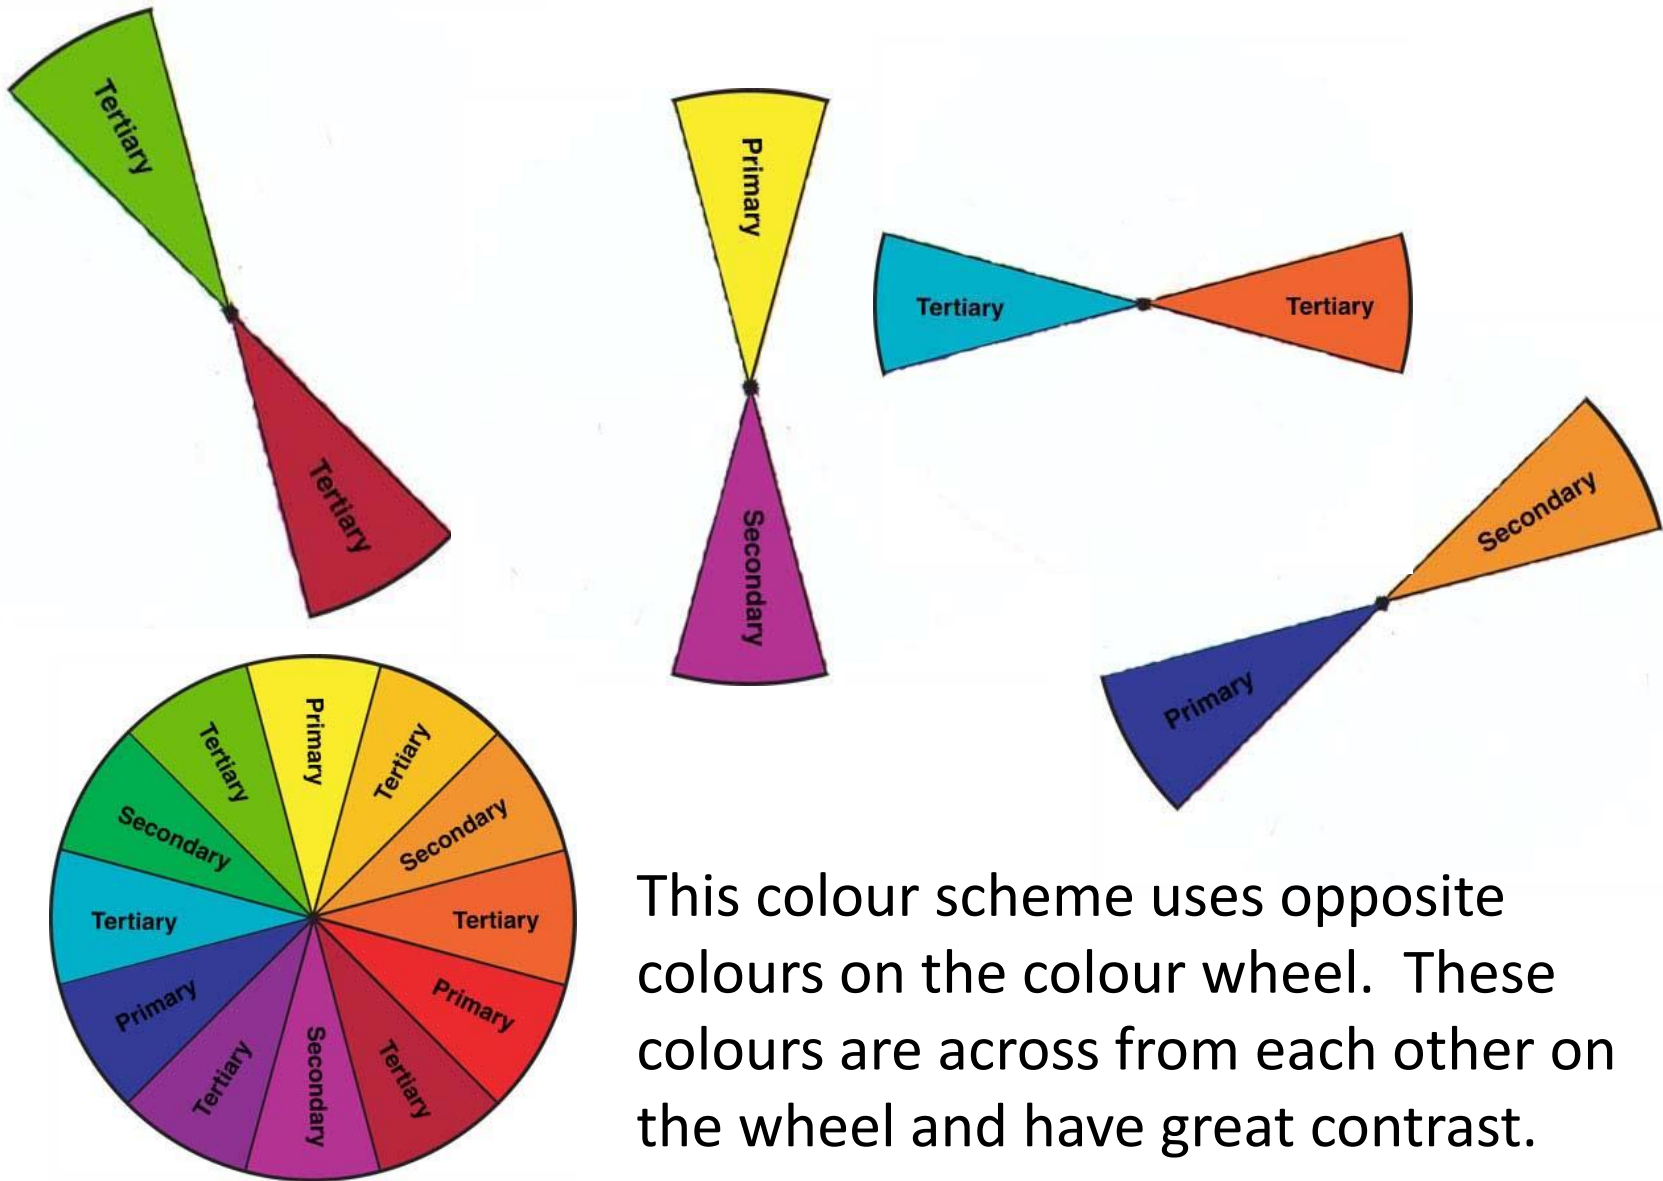 Tertiary
Tertiary
Primary
Secondary
Tertiary
Tertiary
Secondary
Primary
Primary
Tertiary
Secondary
Tertiary
Primary
Tertiary
Secondary
Tertiary
Primary
Tertiary
Secondary
Tertiary
This colour scheme uses opposite
colours on the colour wheel.  These
colours are across from each other on
the wheel and have great contrast.